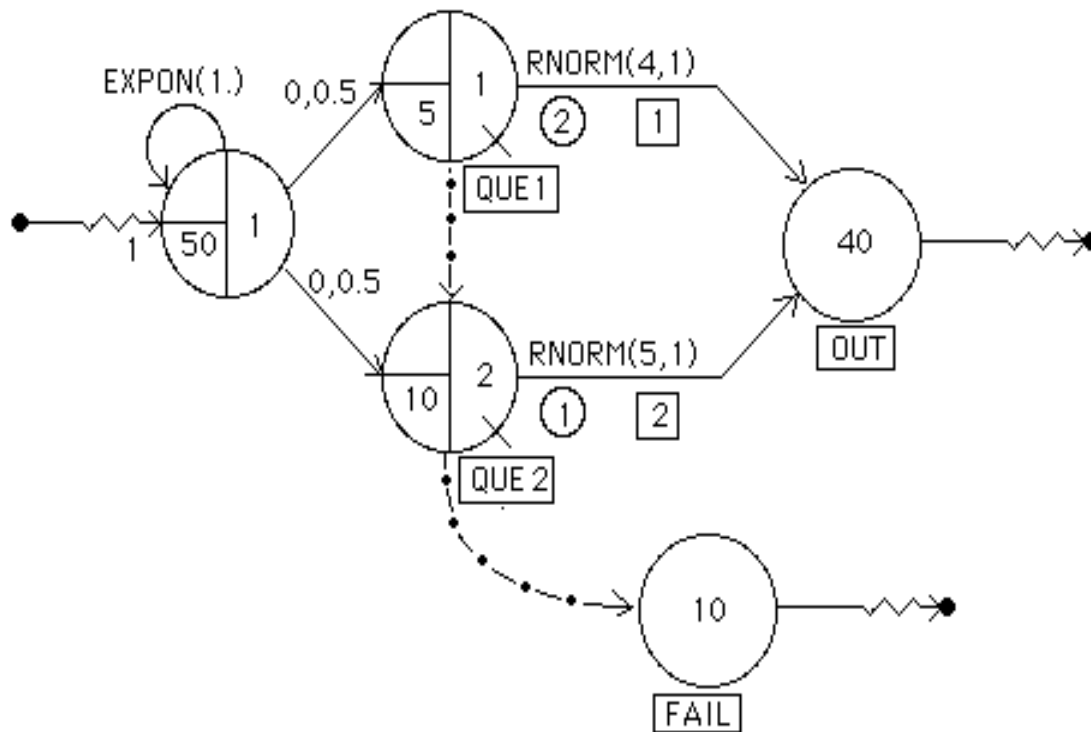 EXPON(1.)
0,0.5
5
1
QUE 1
RNORM(4,1)
2
1
1
50
1
0,0.5
10
2
QUE 2
RNORM(5,1)
1
2
40
OUT
10
FAIL